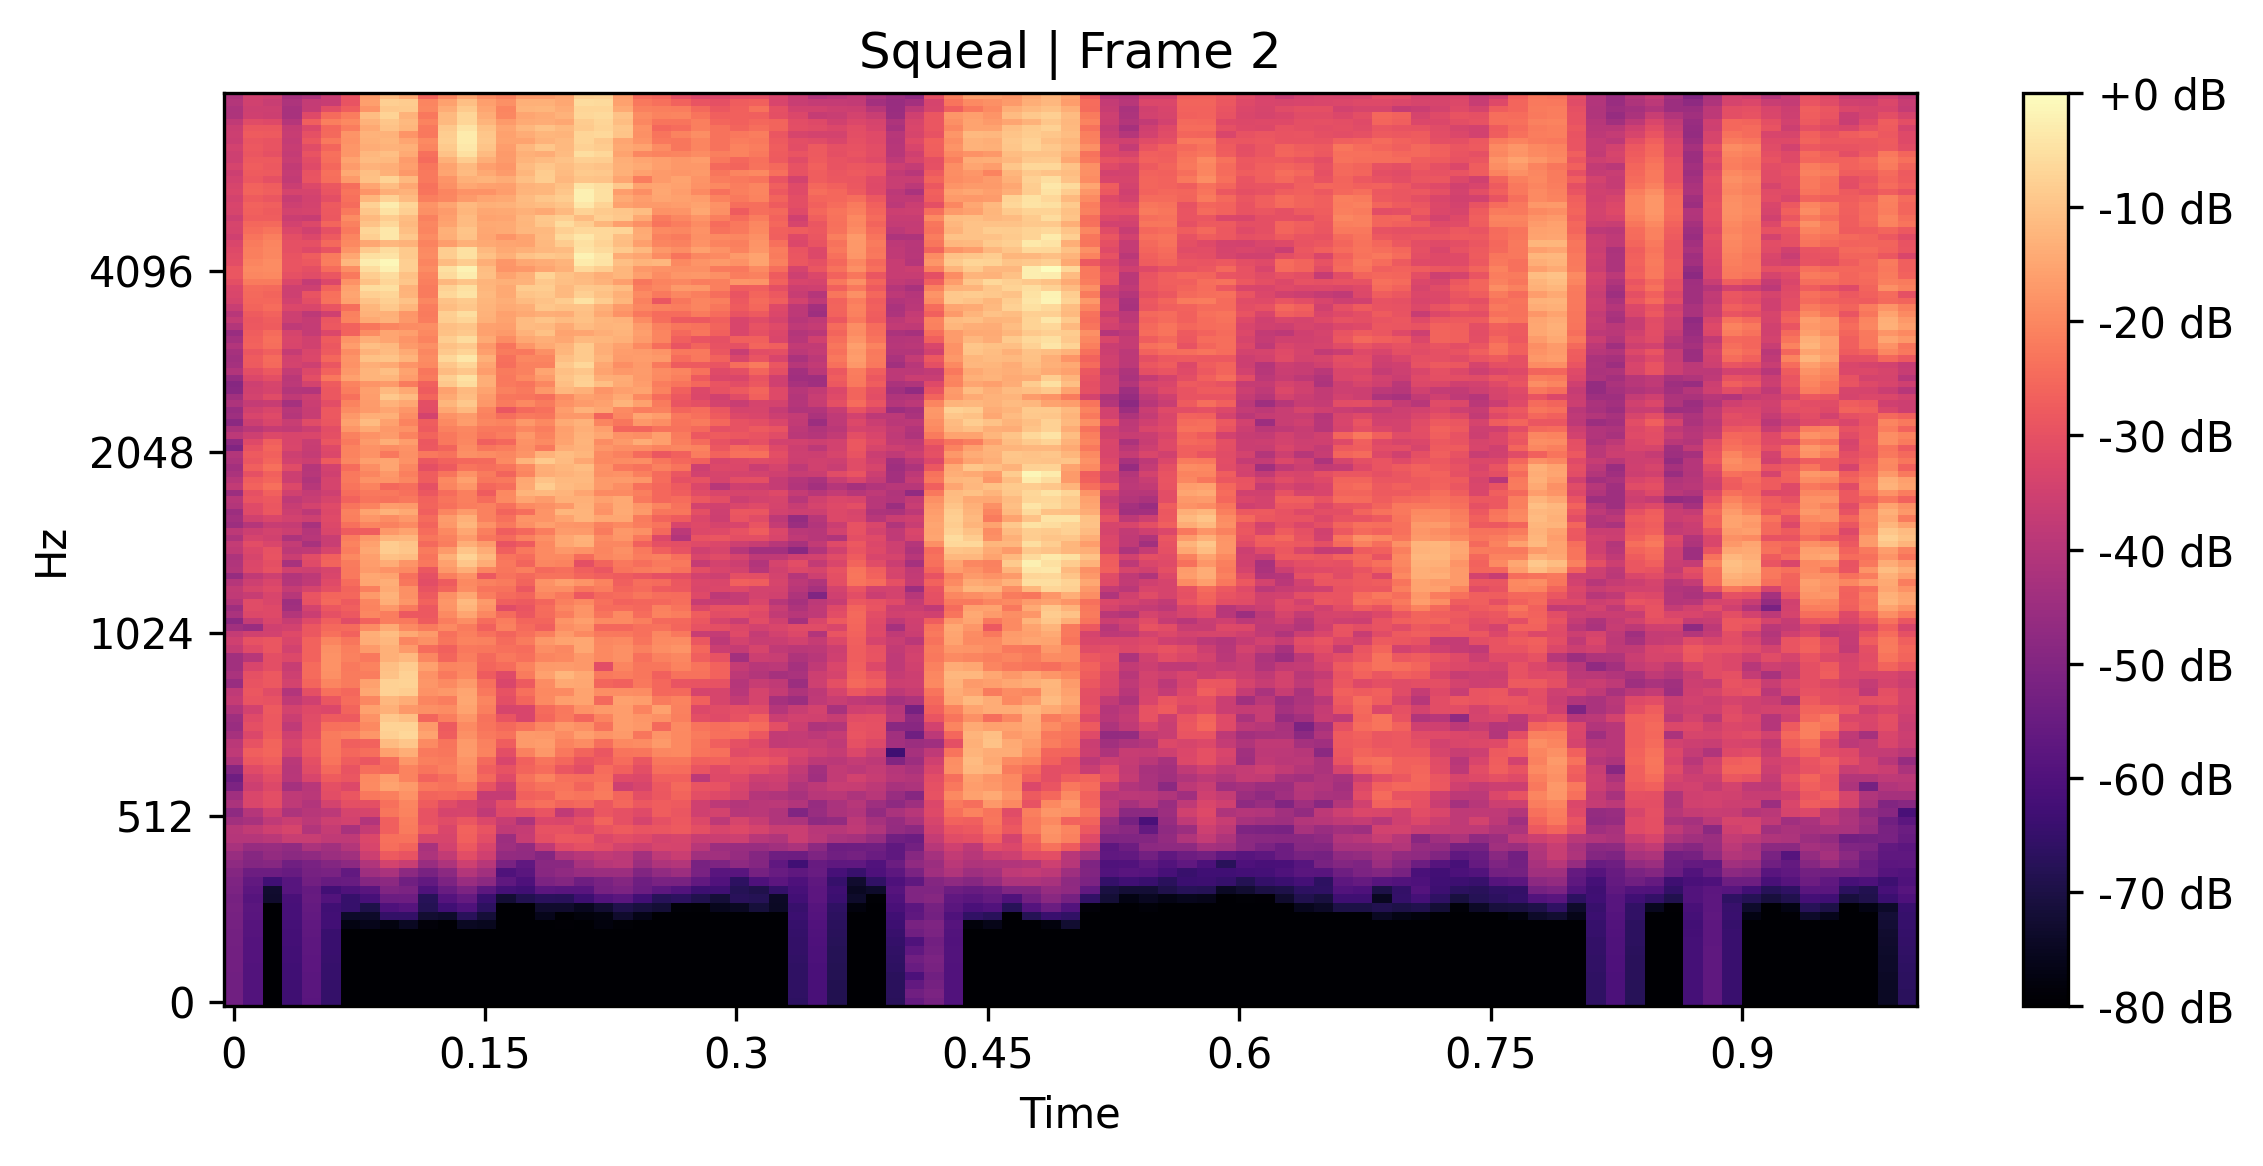 Squeal | Frame 2
Hz
4096
2048
1024
512
0
0 0.15 0.3 0.45 0.6 0.75 0.9
Time
+0 dB
-10 dB
-20 dB
-30 dB
-40 dB
-50 dB
-60 dB
-70 dB
-80 dB